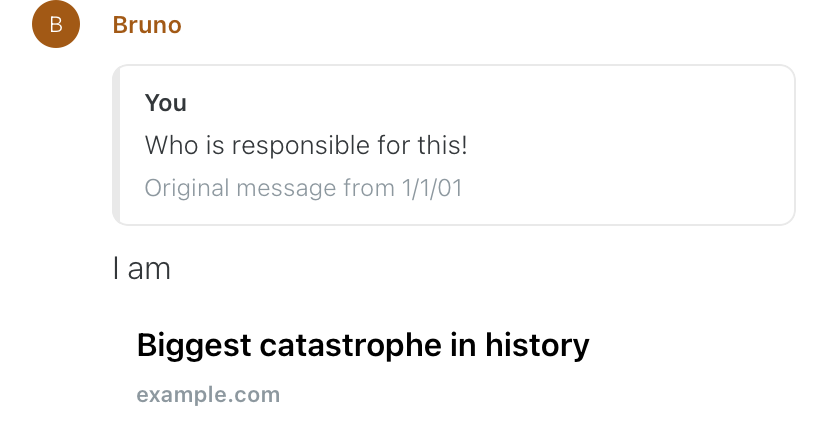 B
Bruno
You
Who is responsible for this!
Original message from 1/1/01
I am
Biggest catastrophe in history
example.com